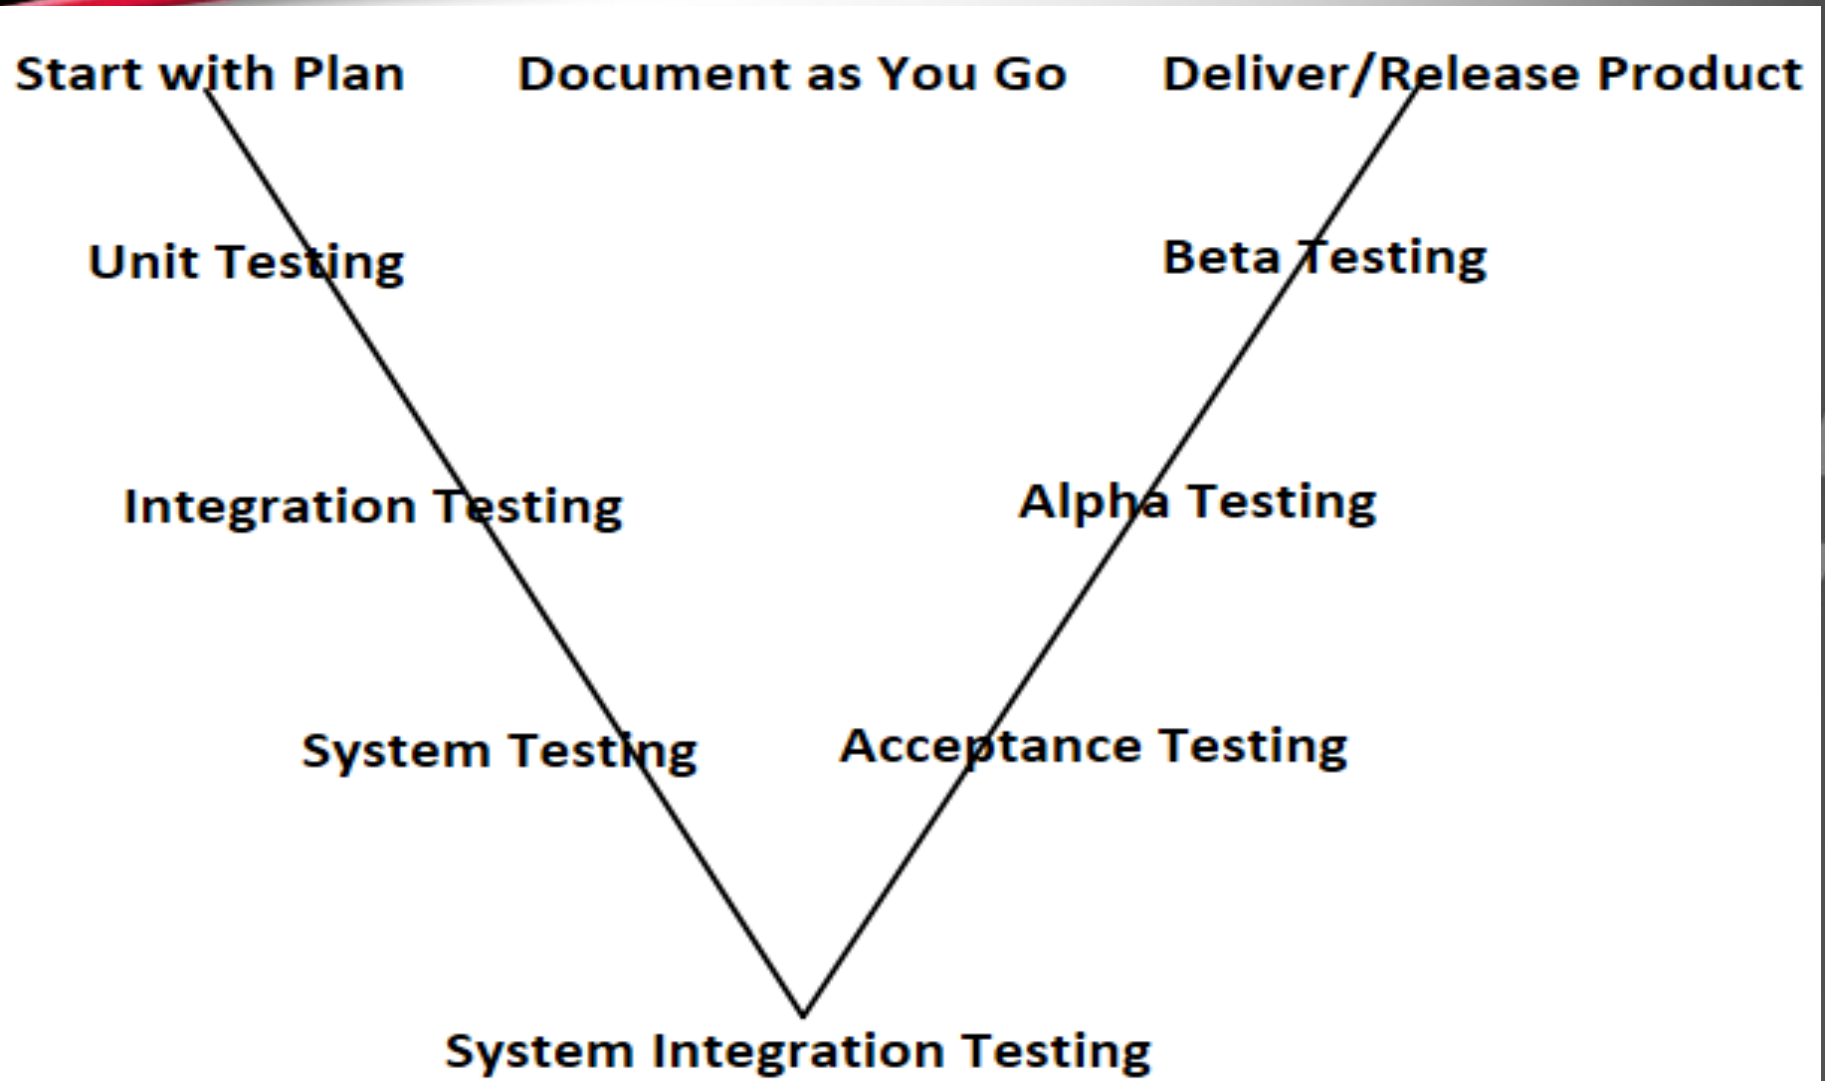 Start with Plan
Document as You Go
Deliver/Release Product
Unit Testing
Beta Testing
Integration Testing
Alpha Testing
System Testing
Acceptance Testing
System Integration Testing